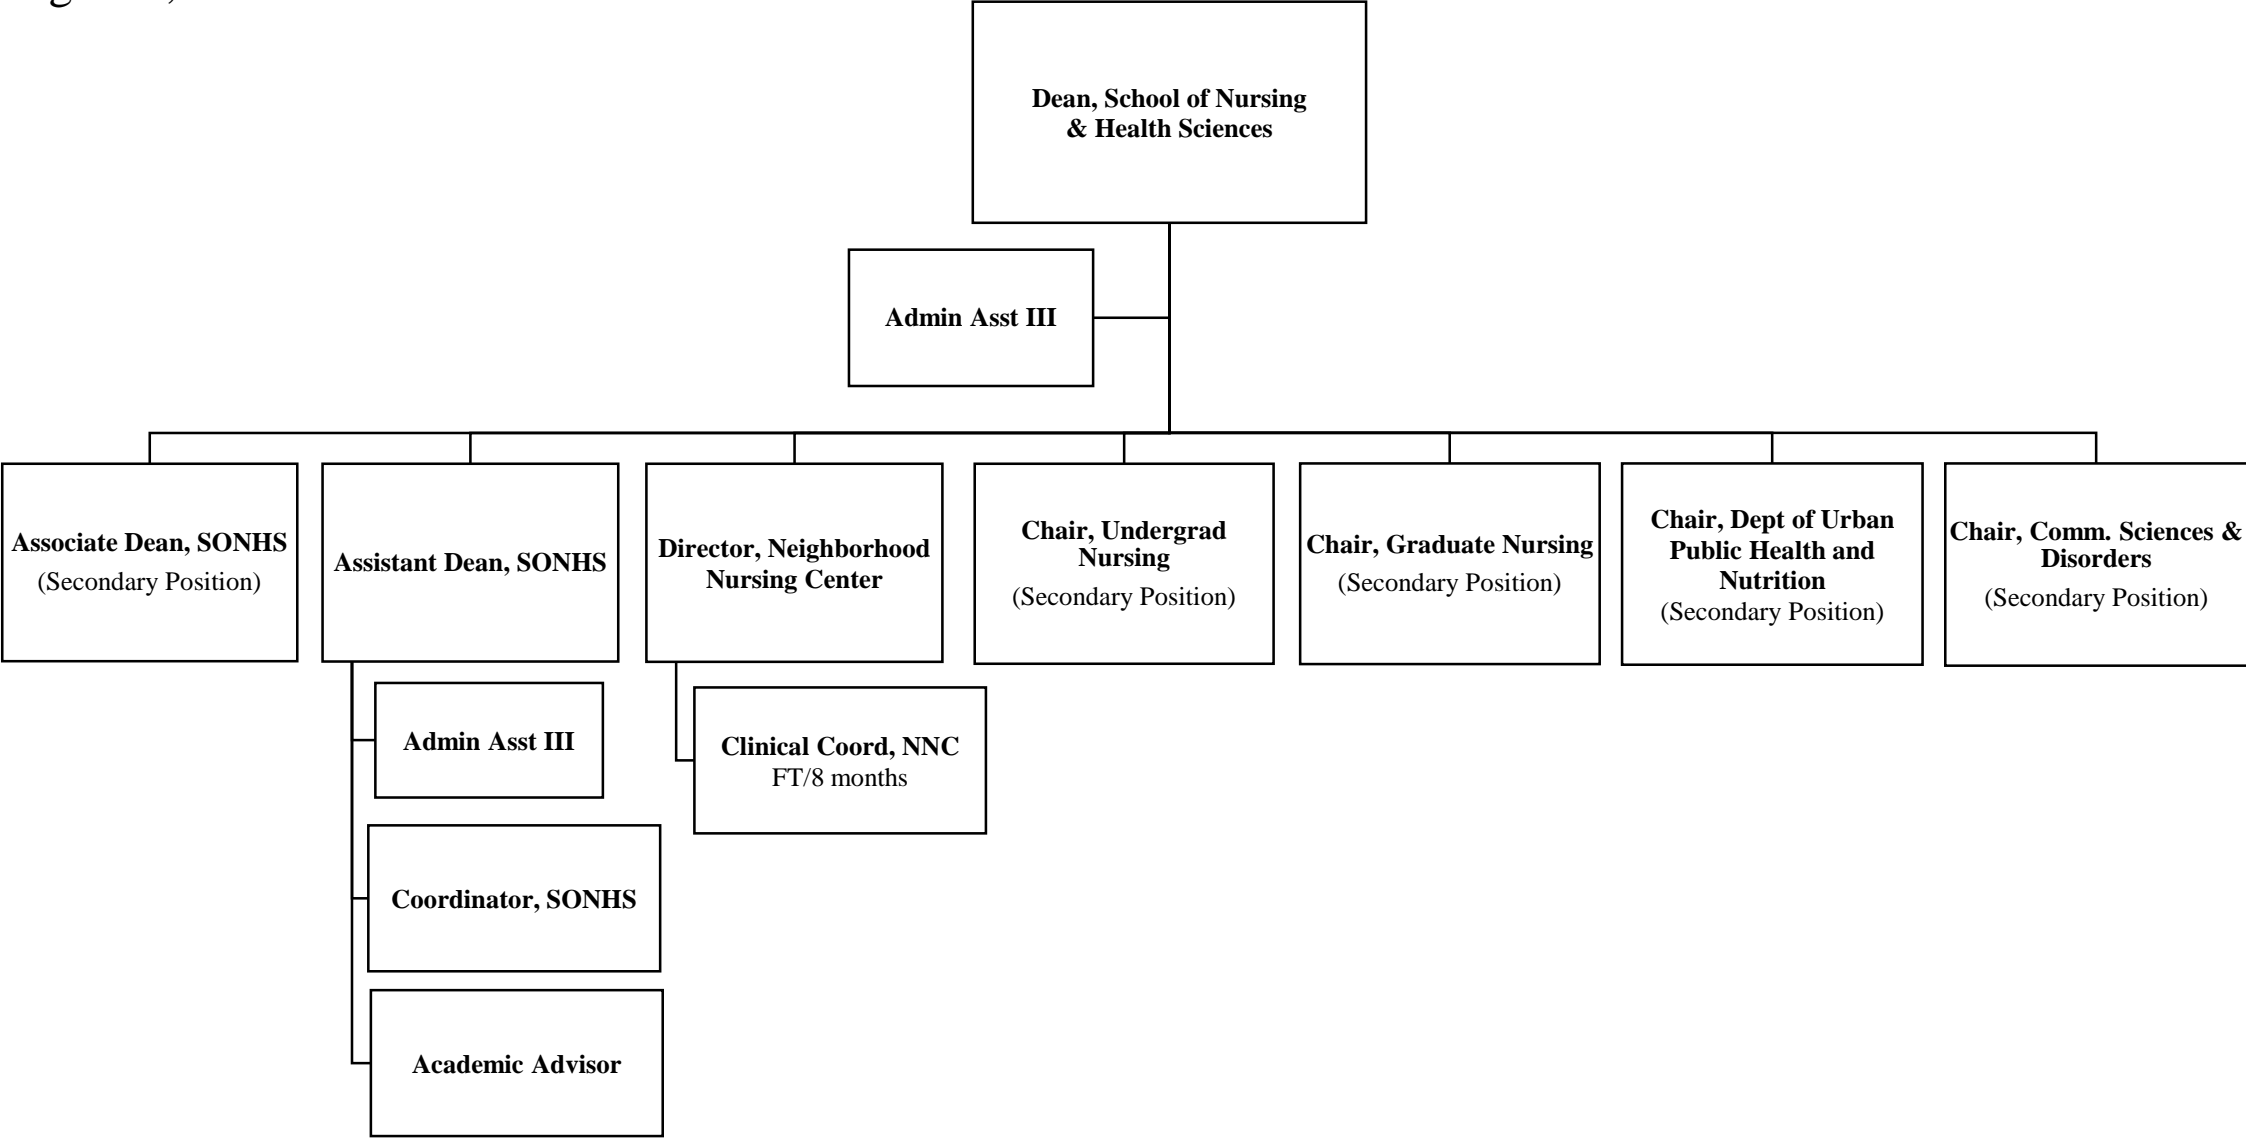 Dean, School of Nursing
& Health Sciences
Admin Asst III
Associate Dean, SONHS
(Secondary Position)
Assistant Dean, SONHS
Director, Neighborhood
Nursing Center
Chair, Undergrad
Nursing
(Secondary Position)
Chair, Graduate Nursing
(Secondary Position)
Chair, Dept of Urban
Public Health and
Nutrition
(Secondary Position)
Chair, Comm. Sciences &
Disorders
(Secondary Position)
Admin Asst III
Clinical Coord, NNC
FT/8 months
Coordinator, SONHS
Academic Advisor